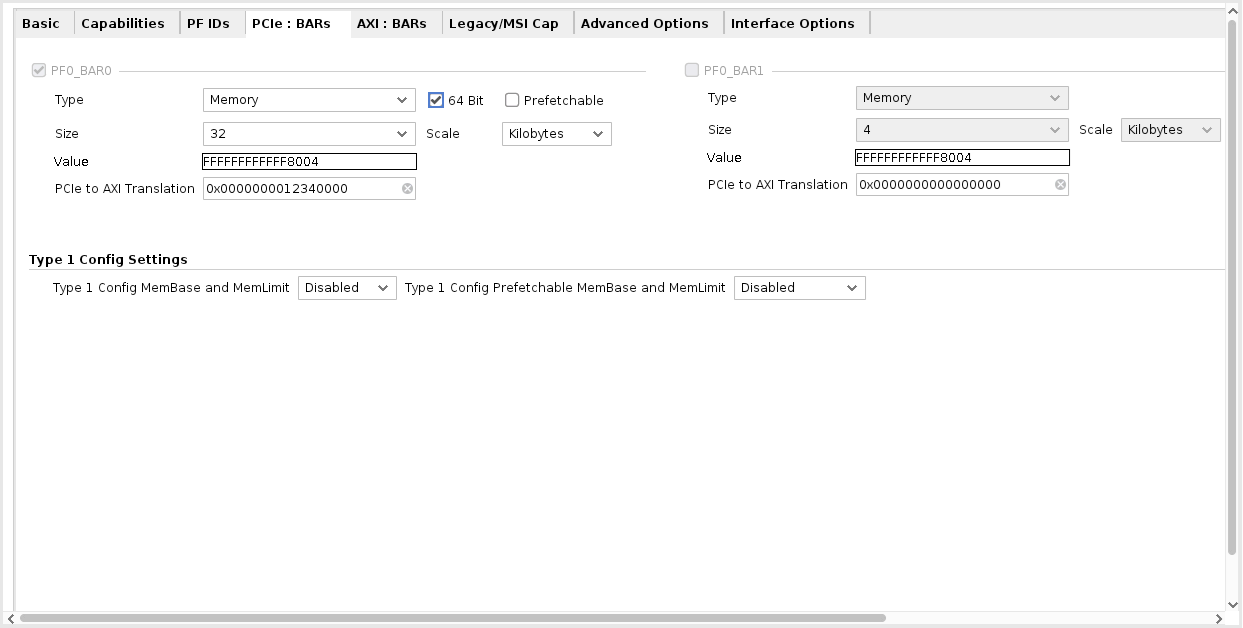 Basic Capabilities PF IDs PCIe : BARs AXI : BARs Legacy/MSI Cap Advanced Options Interface Options
PF0_BAR0 PF0_BAR1
Type Memory 64 Bit Prefetchable Type Memory
Size 32 Scale Kilobytes Size 4 Scale Kilobytes
Value FFFFFFFFFFFF8004 Value FFFFFFFFFFFF8004
PCIe to AXI Translation 0x0000000012340000 PCIe to AXI Translation 0x0000000000000000
Type 1 Config Settings
Type 1 Config MemBase and MemLimit Disabled Type 1 Config Prefetchable MemBase and MemLimit Disabled